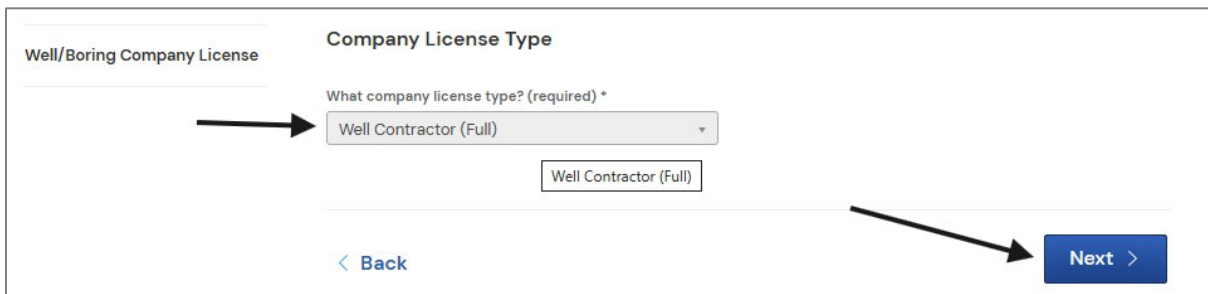 Well/Boring Company License
Company License Type
What company license type? (required) *
Well Contractor (Full)
Well Contractor (Full)
Back
Next